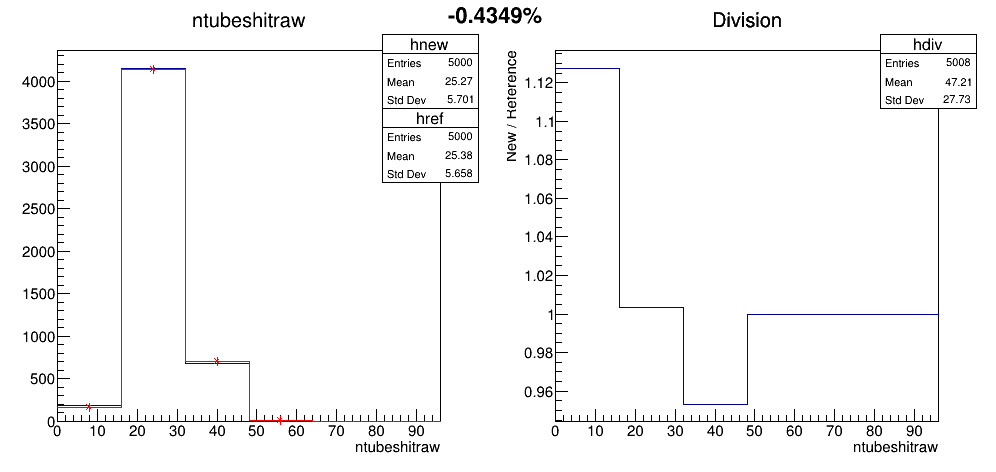 -0.4349%
ntubeshitraw
hnew
Entries 5000
Mean 25.27
Std Dev 5.701
href
Entries 5000
Mean 25.38
Std Dev 5.658
4000
3500
3000
2500
2000
1500
1000
500
0
0 10 20 30 40 50 60 70 80 90
ntubeshitraw
Division
hdiv
Entries 5008
Mean 47.21
Std Dev 27.73
New / Reference
1.12
1.1
1.08
1.06
1.04
1.02
1
0.98
0.96
0 10 20 30 40 50 60 70 80 90
ntubeshitraw